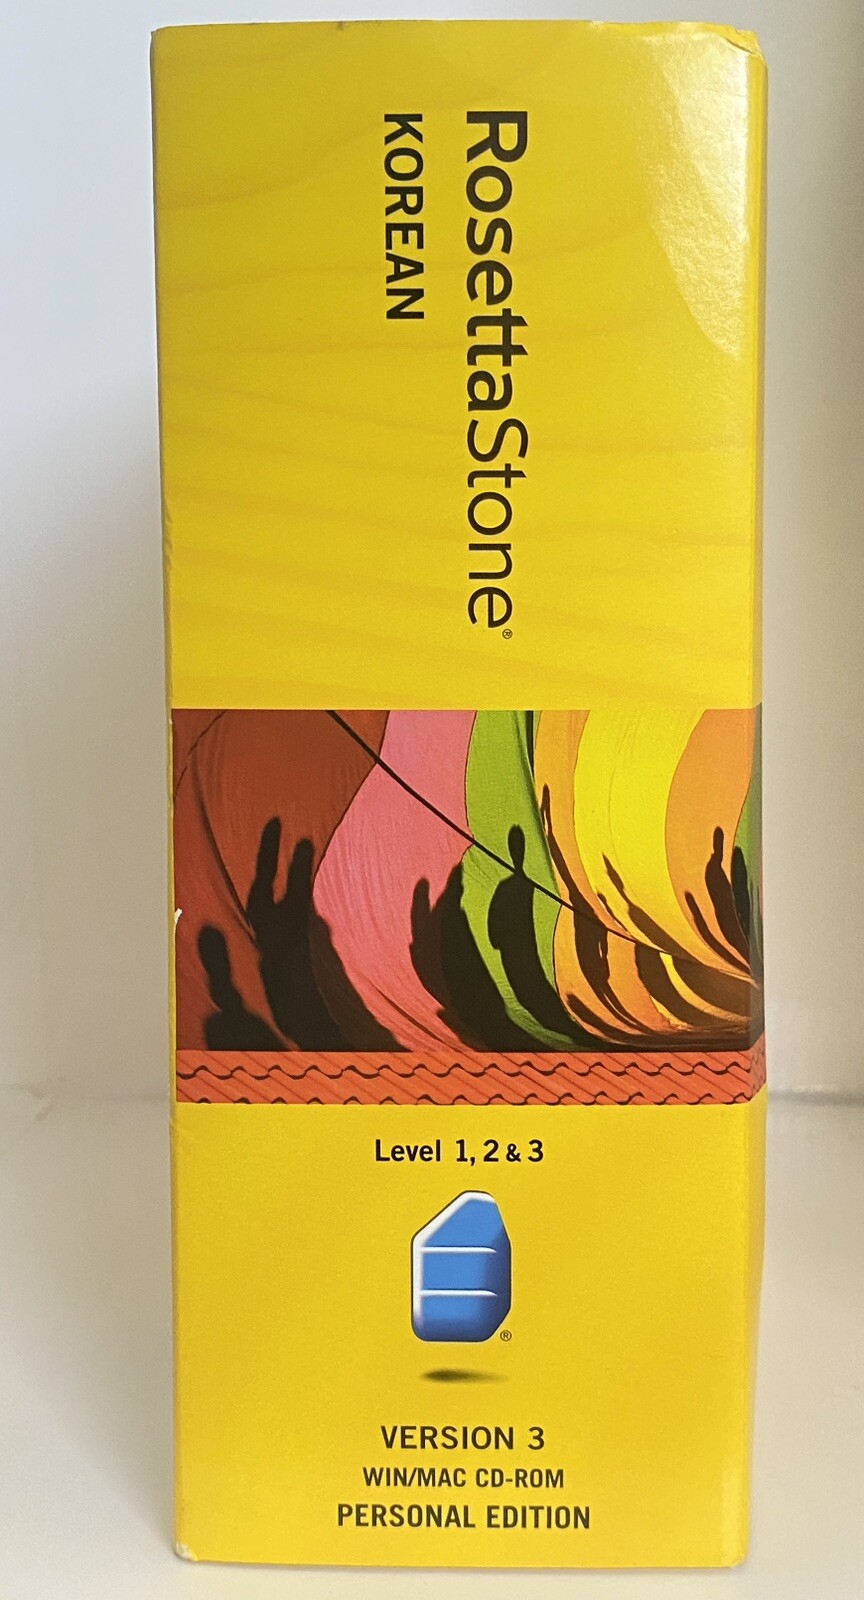 RosettaStone®
KOREAN
Level 1, 2 & 3
®
VERSION 3
WIN/MAC CD-ROM
PERSONAL EDITION